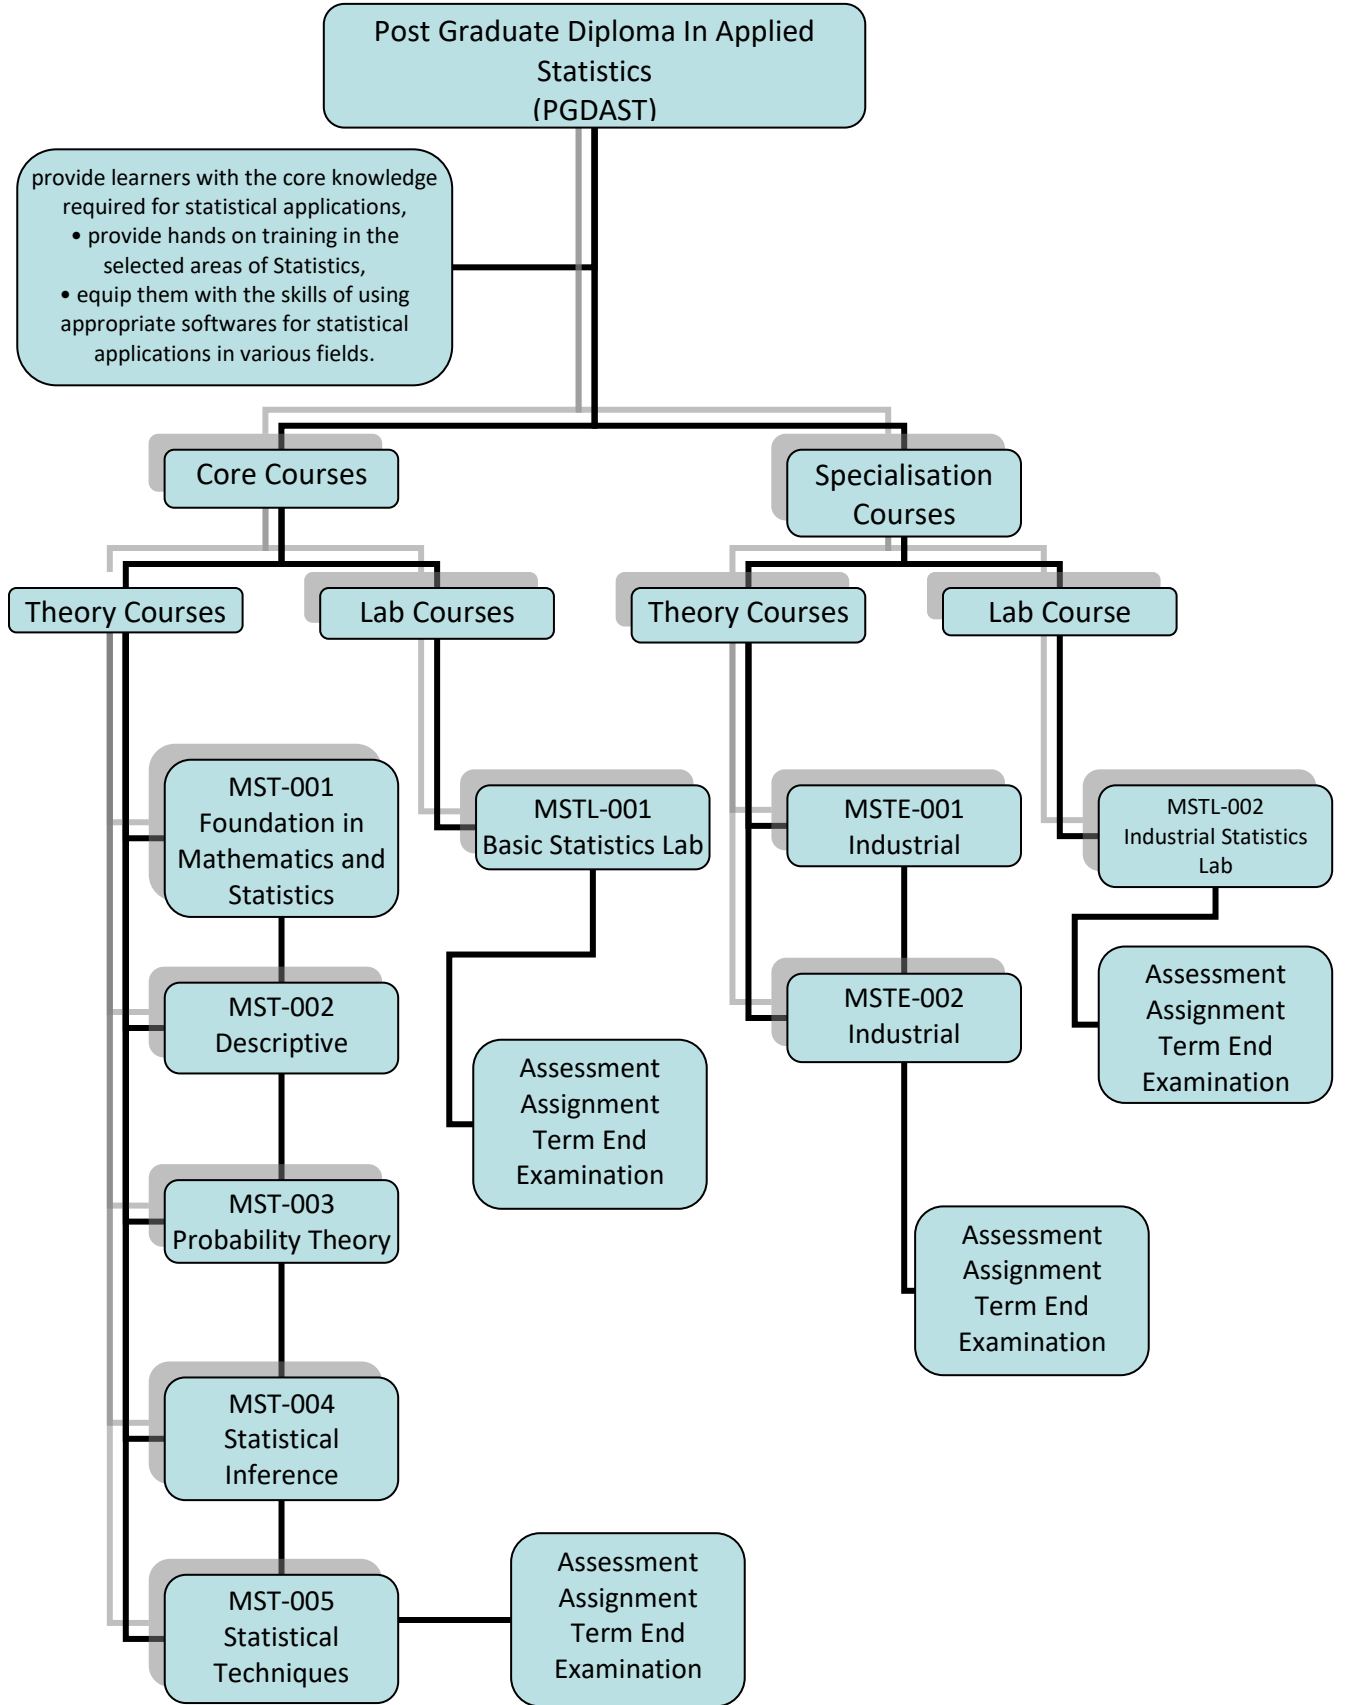 Post Graduate Diploma In Applied
Statistics
(PGDAST)
provide learners with the core knowledge
required for statistical applications,
• provide hands on training in the
selected areas of Statistics,
• equip them with the skills of using
appropriate softwares for statistical
applications in various fields.
Core Courses
Specialisation
Courses
Theory Courses
Lab Courses
Theory Courses
Lab Course
MST-001
Foundation in
Mathematics and
Statistics
MSTL-001
Basic Statistics Lab
MSTE-001
Industrial
MSTL-002
Industrial Statistics
Lab
MST-002
Descriptive
MSTE-002
Industrial
Assessment
Assignment
Term End
Examination
Assessment
Assignment
Term End
Examination
MST-003
Probability Theory
Assessment
Assignment
Term End
Examination
MST-004
Statistical
Inference
MST-005
Statistical
Techniques
Assessment
Assignment
Term End
Examination